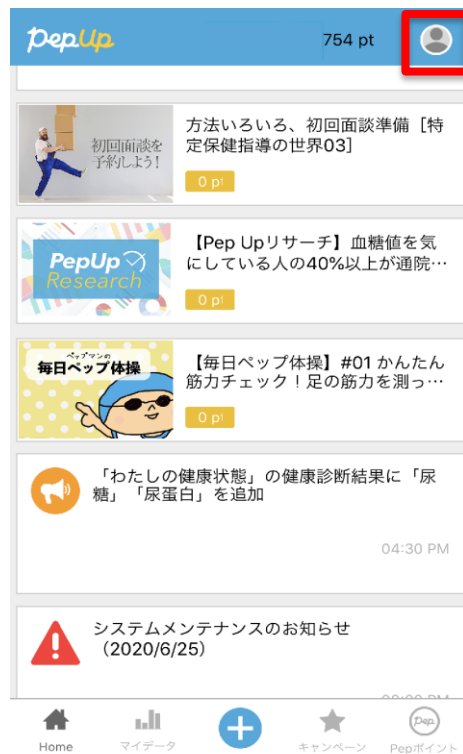 PepUp
754 pt
初回面談を
予約しよう!
方法いろいろ、初回面談準備［特
定保健指導の世界03］
0 pt
PepUp
Research
【Pep Upリサーチ】血糖値を気
にしている人の40%以上が通院…
0 pt
ペップマンの
毎日ペップ体操
【毎日ペップ体操】#01 かんたん
筋力チェック！足の筋力を測っ…
0 pt
「わたしの健康状態」の健康診断結果に「尿
糖」「尿蛋白」を追加
04:30 PM
システムメンテナンスのお知らせ
（2020/6/25）
Home
マイデータ
キャンペーン
Pep
Pepポイント